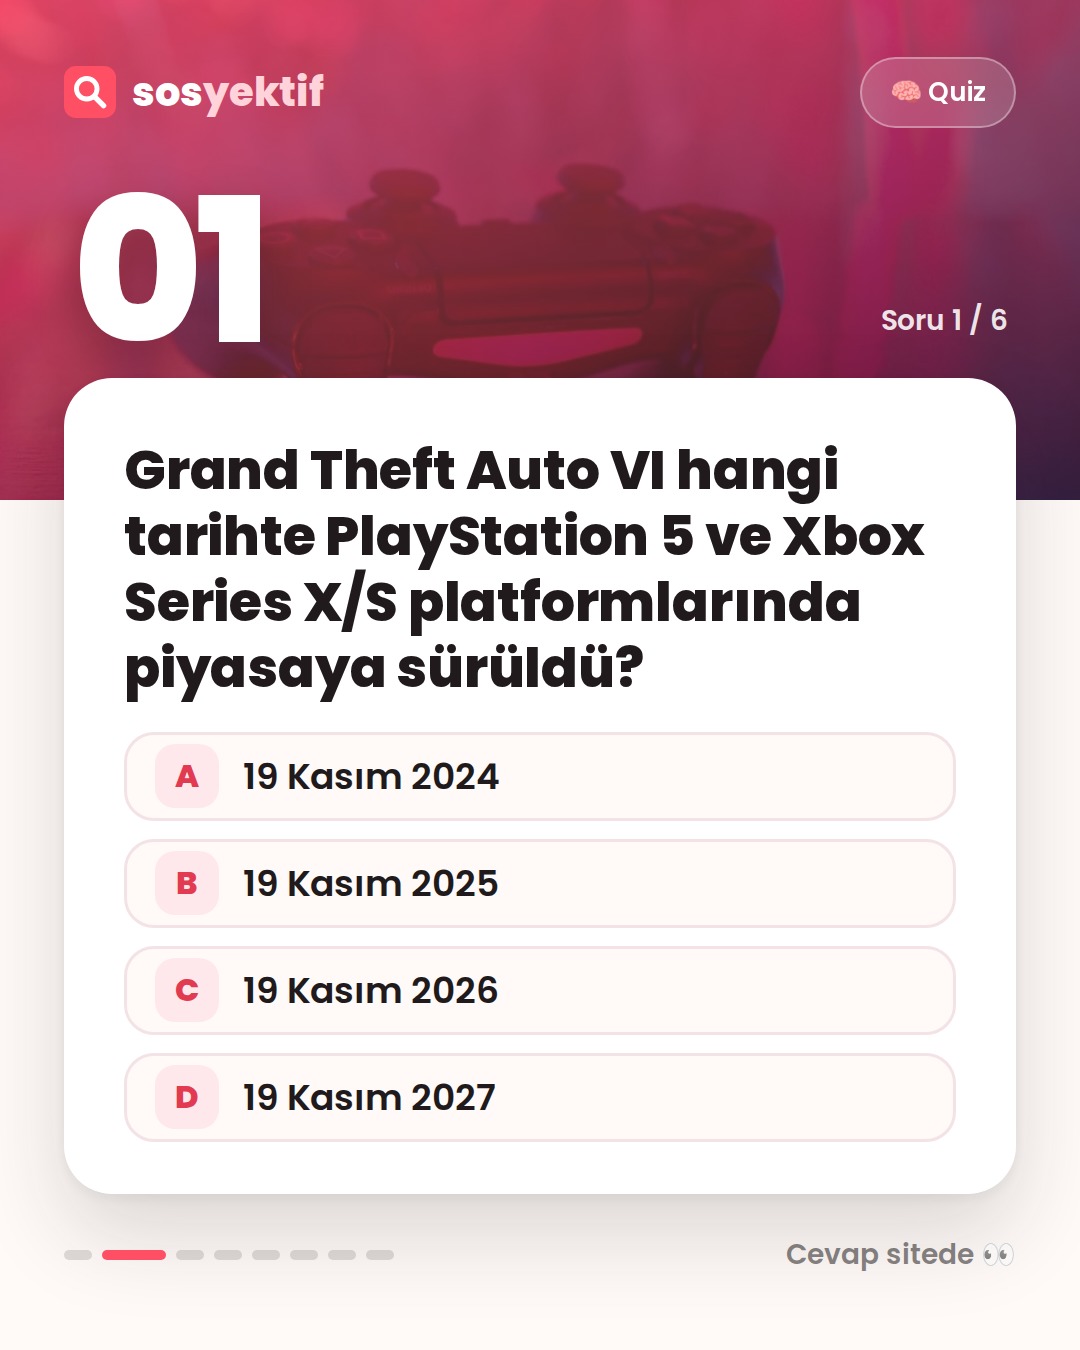 sosyektif
🧠 Quiz
01
Soru 1 / 6
Grand Theft Auto VI hangi
tarihte PlayStation 5 ve Xbox
Series X/S platformlarında
piyasaya sürüldü?
A 19 Kasım 2024
B 19 Kasım 2025
C 19 Kasım 2026
D 19 Kasım 2027
Cevap sitede 👀